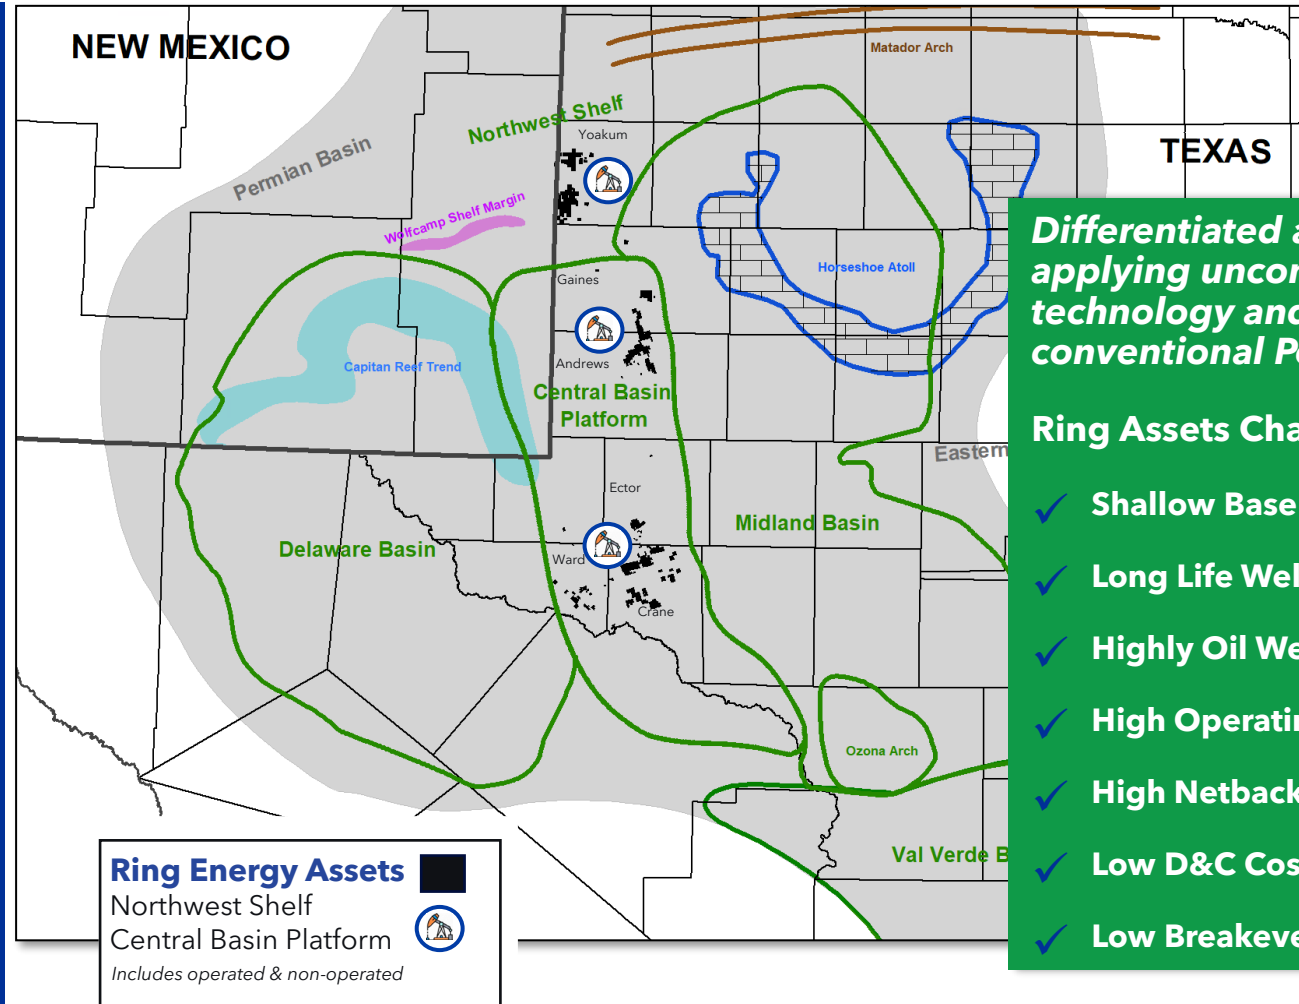 NEW MEXICO
Matador Arch
Northwest Shelf
Yoakum
TEXAS
Permian Basin
Wolfcamp Shelf Margin
Horseshoe Atoll
Gaines
Capitan Reef Trend
Andrews
Central Basin
Platform
Eastern
Ector
Midland Basin
Delaware Basin
Ward
Crane
Ozona Arch
Val Verde B
Ring Energy Assets
Northwest Shelf
Central Basin Platform
Includes operated & non-operated
Differentiated a
applying uncon
technology and
conventional Pe
Ring Assets Cha
Shallow Base
Long Life Wel
Highly Oil We
High Operatin
High Netback
Low D&C Cos
Low Breakeve